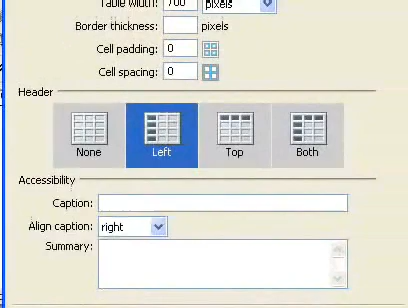 Table width: 700 pixels
Border thickness: pixels
Cell padding: 0
Cell spacing: 0
Header
None Left Top Both
Accessibility
Caption:
Align caption: right
Summary: